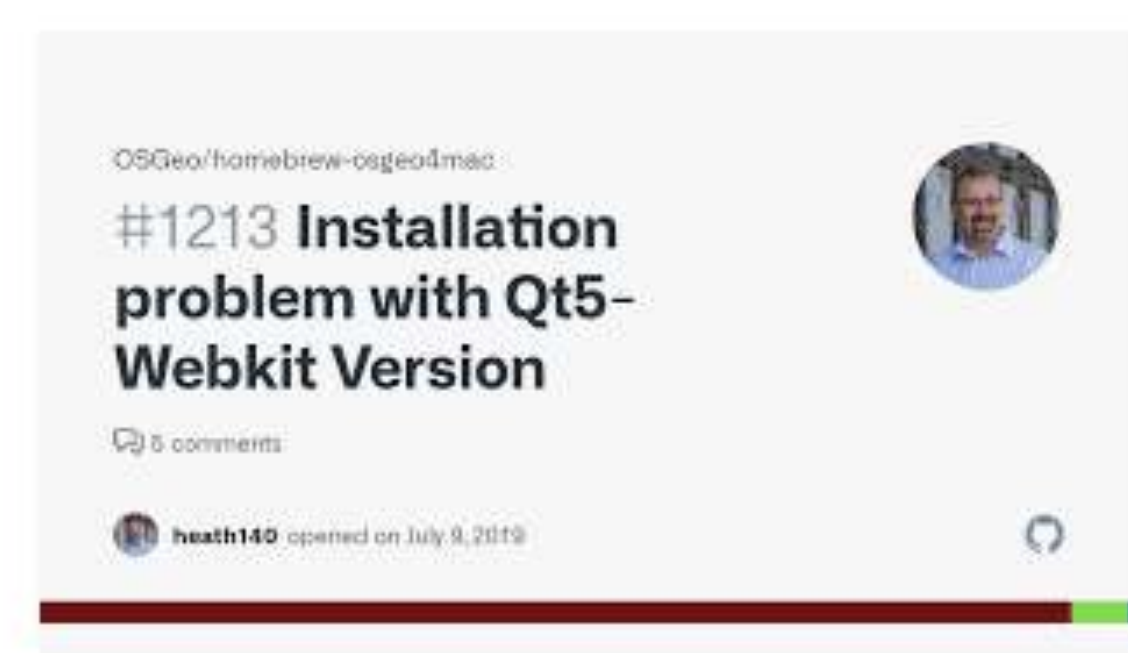 OSGeo/homebrew-osgeo4mac
#1213 Installation
problem with Qt5-
Webkit Version
5 comments
heath140 opened on July 9, 2019